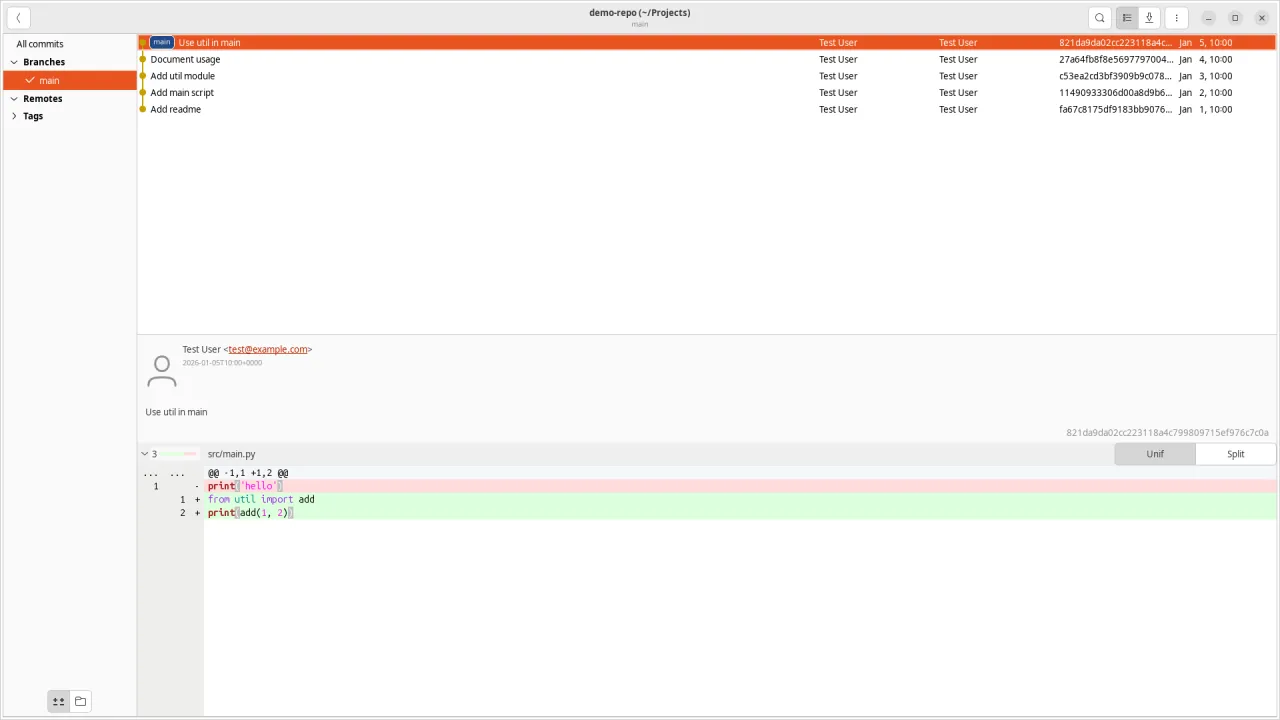 demo-repo (~/Projects)
main
All commits
Branches
main
Remotes
Tags
main Use util in main Test User Test User 821da9da02cc223118a4c... Jan 5, 10:00
Document usage Test User Test User 27a64fb8f8e5697797004... Jan 4, 10:00
Add util module Test User Test User c53ea2cd3bf3909b9c078... Jan 3, 10:00
Add main script Test User Test User 11490933306d00a8d9b6... Jan 2, 10:00
Add readme Test User Test User fa67c8175df9183bb9076... Jan 1, 10:00
Test User <test@example.com>
2026-01-05T10:00+0000
Use util in main
821da9da02cc223118a4c799809715ef976c7c0a
3 src/main.py Unif Split
... ... @@ -1,1 +1,2 @@
1 - print('hello')
1 + from util import add
2 + print(add(1, 2))